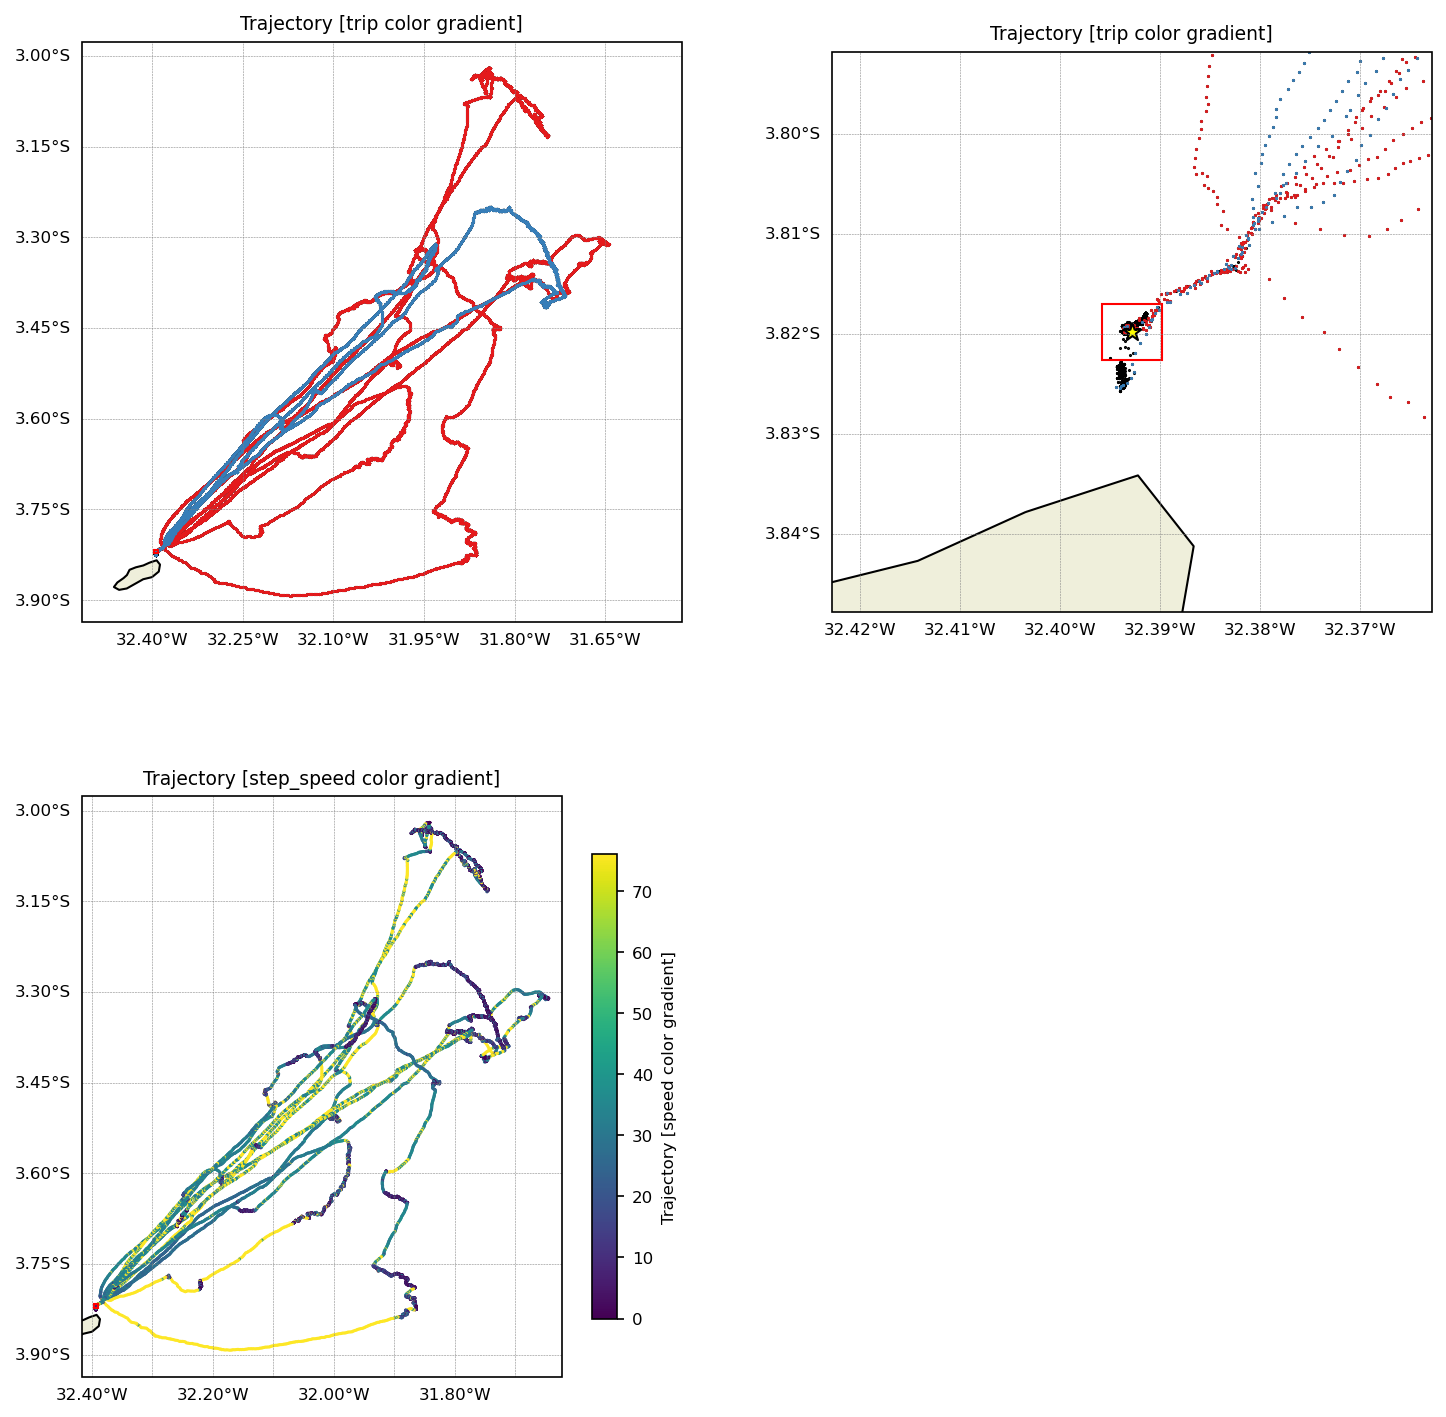 Trajectory [trip color gradient]
3.00°S
3.15°S
3.30°S
3.45°S
3.60°S
3.75°S
3.90°S
32.40°W 32.25°W 32.10°W 31.95°W 31.80°W 31.65°W
Trajectory [trip color gradient]
3.80°S
3.81°S
3.82°S
3.83°S
3.84°S
32.42°W 32.41°W 32.40°W 32.39°W 32.38°W 32.37°W
Trajectory [step_speed color gradient]
3.00°S
3.15°S
3.30°S
3.45°S
3.60°S
3.75°S
3.90°S
32.40°W 32.20°W 32.00°W 31.80°W
70
60
50
40
30
20
10
0
Trajectory [speed color gradient]